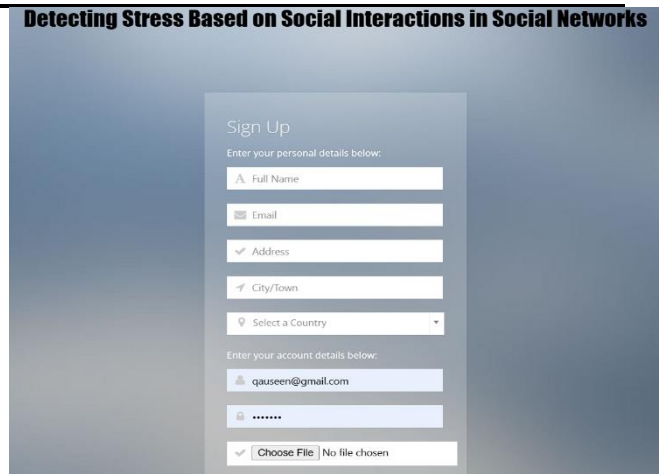 Detecting Stress Based on Social Interactions in Social Networks
Sign Up
Enter your personal details below:
Full Name
Email
Address
City/Town
Select a Country
Enter your account details below:
qauseen@gmail.com
•••••••
Choose File No file chosen